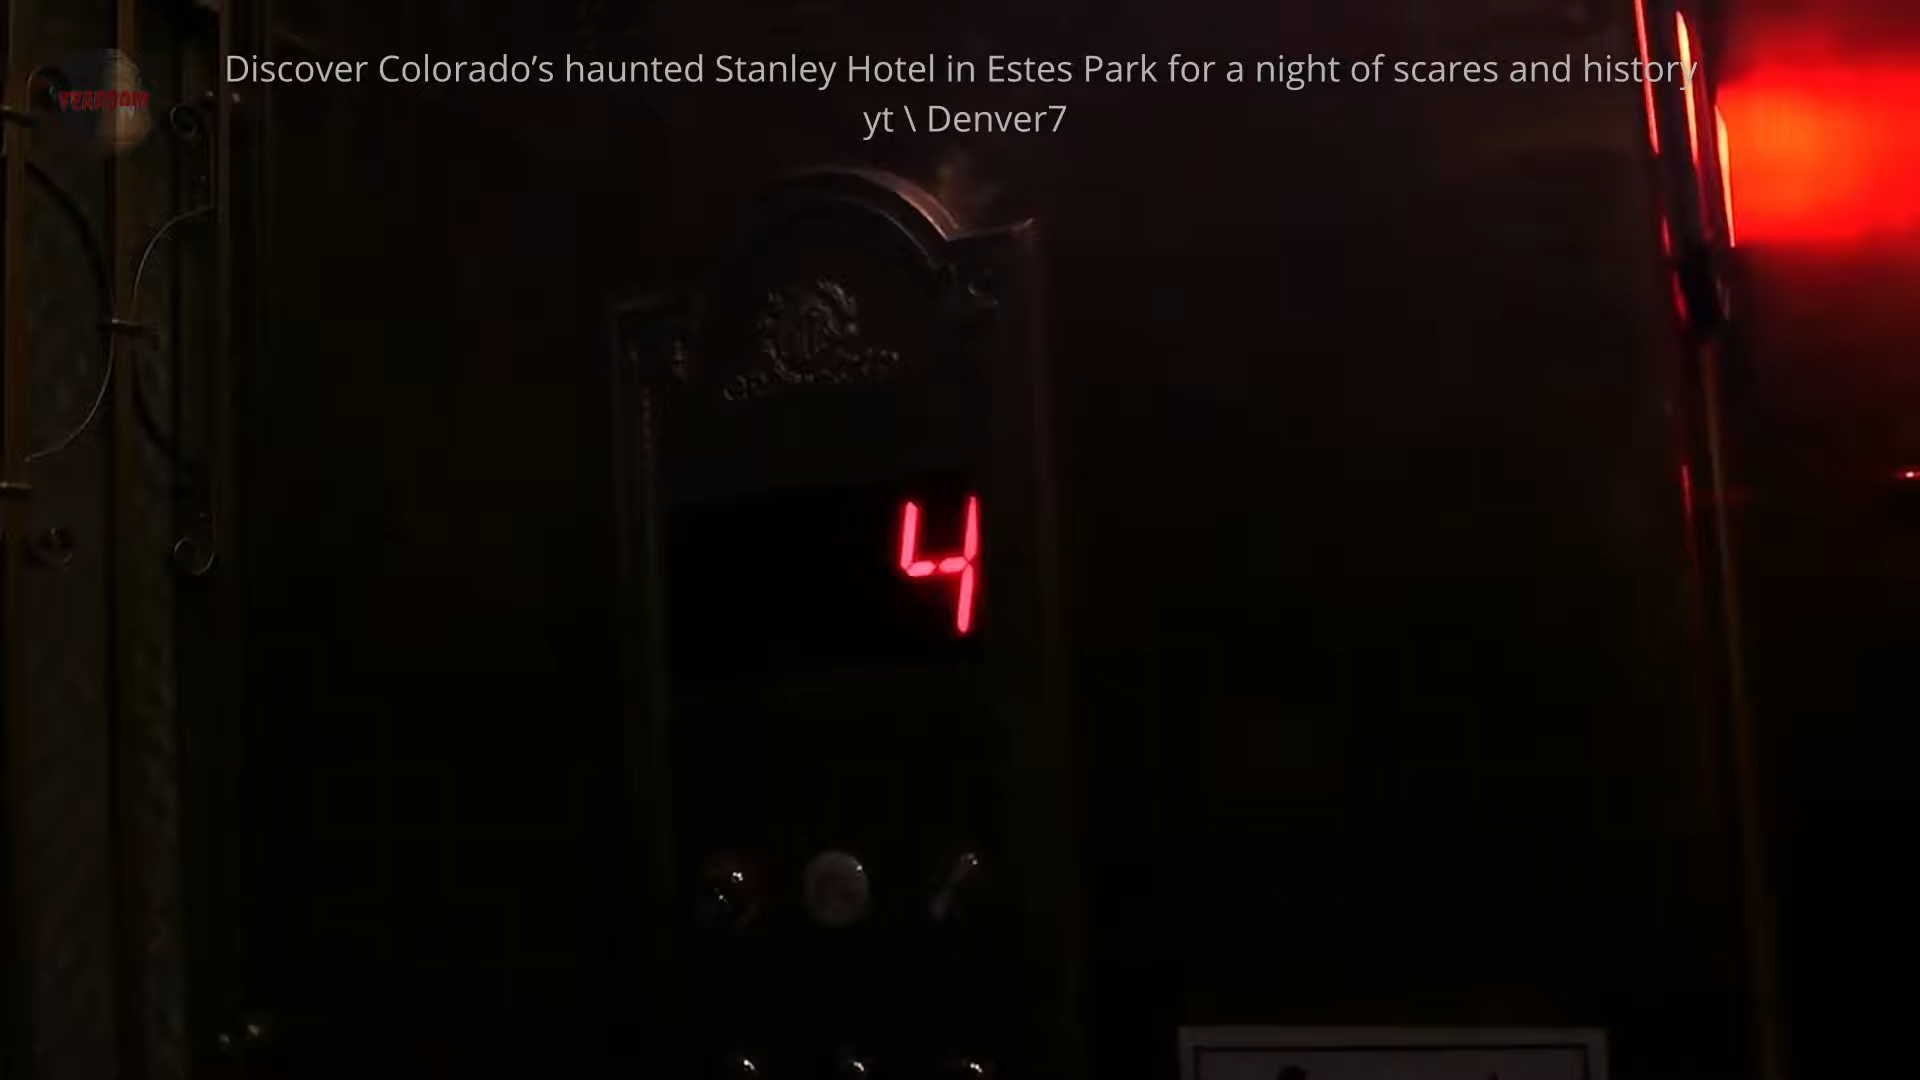 Discover Colorado’s haunted Stanley Hotel in Estes Park for a night of scares and history
yt \ Denver7
4